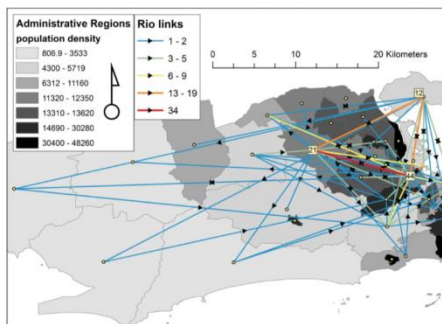 Administrative Regions
population density
806.9 - 3533
4300 - 5719
6312 - 11160
11320 - 12350
13310 - 13620
14690 - 30280
30400 - 48260
Rio links
1 - 2
3 - 5
6 - 9
13 - 19
34
0 5 10 20 Kilometers
12
21
44